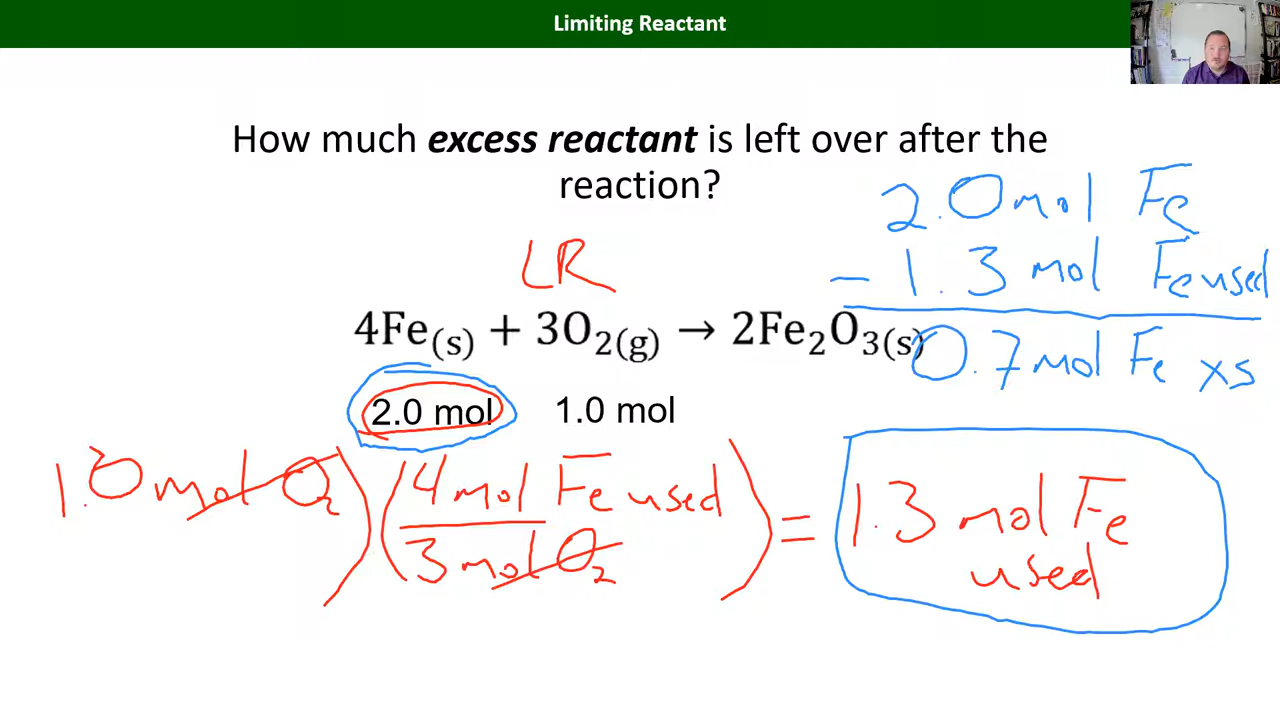 Limiting Reactant
How much excess reactant is left over after the
reaction?
2.0 mol Fe
- 1.3 mol Fe used
0.7 mol Fe xs
LR
4Fe(s) + 3O2(g) → 2Fe2O3(s)
2.0 mol 1.0 mol
1.0 mol O2) (4 mol Fe used
3 mol O2) = 1.3 mol Fe
used